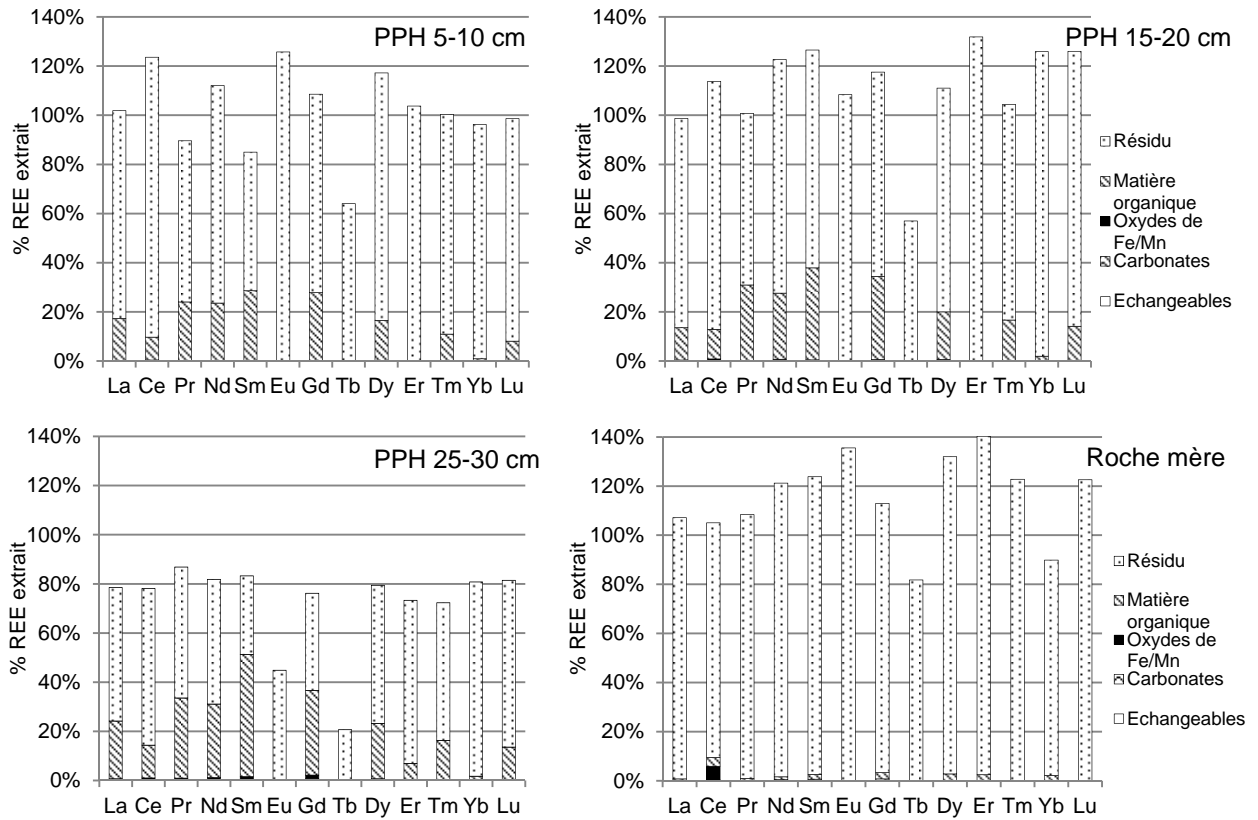 PPH 5-10 cm
% REE extrait
140%
120%
100%
80%
60%
40%
20%
0%
La Ce Pr Nd Sm Eu Gd Tb Dy Er Tm Yb Lu
PPH 15-20 cm
% REE extrait
140%
120%
100%
80%
60%
40%
20%
0%
La Ce Pr Nd Sm Eu Gd Tb Dy Er Tm Yb Lu
Résidu
Matière
organique
Oxydes de
Fe/Mn
Carbonates
Echangeables
PPH 25-30 cm
% REE extrait
140%
120%
100%
80%
60%
40%
20%
0%
La Ce Pr Nd Sm Eu Gd Tb Dy Er Tm Yb Lu
Roche mère
% REE extrait
140%
120%
100%
80%
60%
40%
20%
0%
La Ce Pr Nd Sm Eu Gd Tb Dy Er Tm Yb Lu
Résidu
Matière
organique
Oxydes de
Fe/Mn
Carbonates
Echangeables